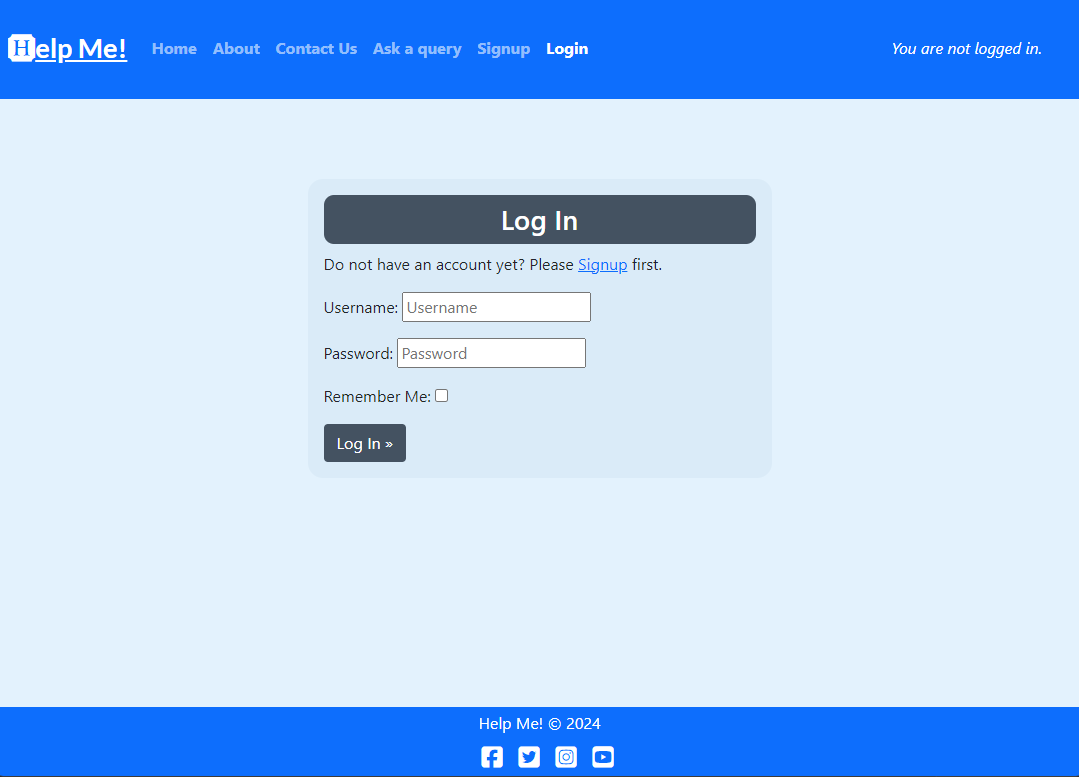 Help Me! Home About Contact Us Ask a query Signup Login You are not logged in.
Log In
Do not have an account yet? Please Signup first.
Username: Username
Password: Password
Remember Me:
Log In »
Help Me! © 2024